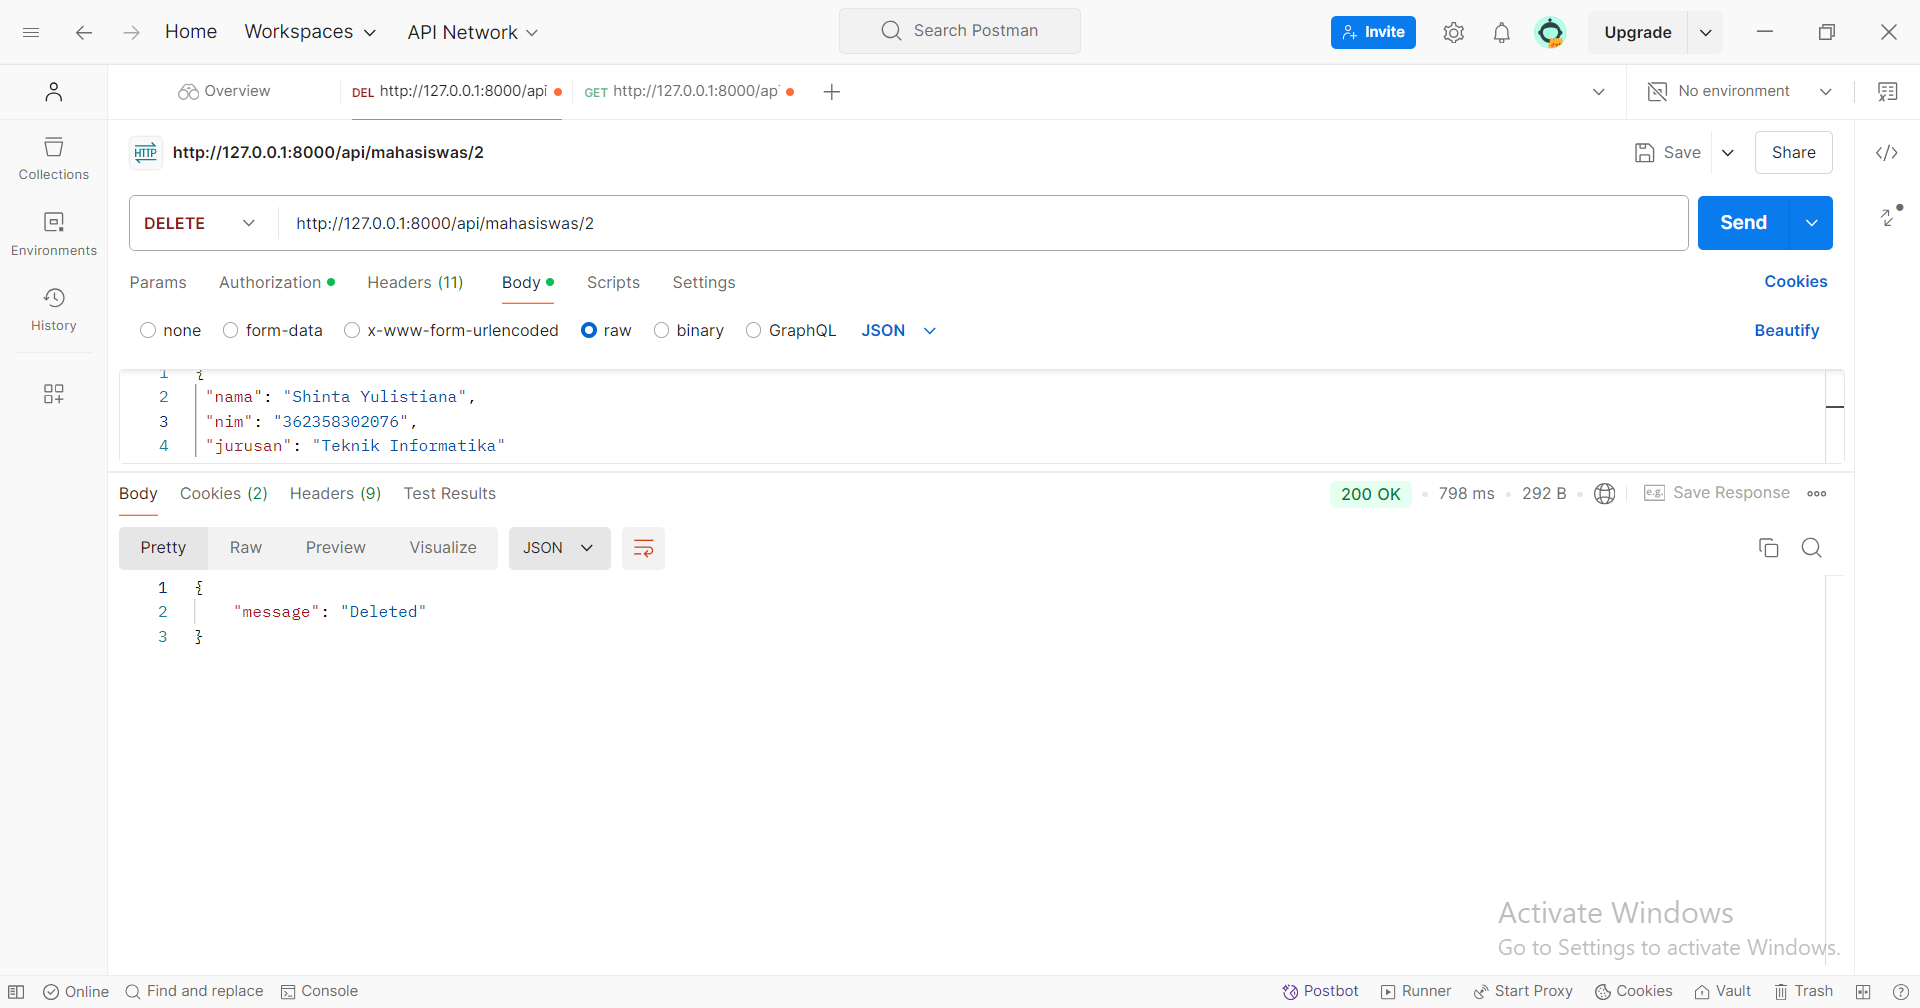 Home Workspaces API Network Search Postman Invite Upgrade
Overview DEL http://127.0.0.1:8000/api GET http://127.0.0.1:8000/ap No environment
HTTP http://127.0.0.1:8000/api/mahasiswas/2 Save Share
Collections
DELETE http://127.0.0.1:8000/api/mahasiswas/2 Send
Environments
Params Authorization Headers (11) Body Scripts Settings Cookies
History
none form-data x-www-form-urlencoded raw binary GraphQL JSON Beautify
1 {
2 "nama": "Shinta Yulistiana",
3 "nim": "362358302076",
4 "jurusan": "Teknik Informatika"
Body Cookies (2) Headers (9) Test Results 200 OK 798 ms 292 B e.g. Save Response
Pretty Raw Preview Visualize JSON
1 {
2 "message": "Deleted"
3 }
Activate Windows
Go to Settings to activate Windows.
Online Find and replace Console Postbot Runner Start Proxy Cookies Vault Trash